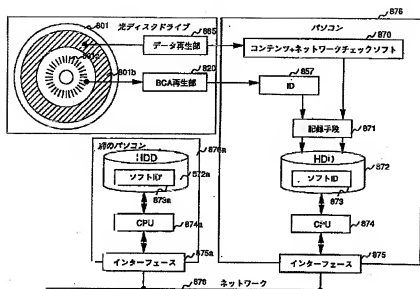 876
光ディスクドライブ
パソコン
801
885
870
データ再生部
コンテンツ+ネットワークチェックソフト
820
857
801b
BCA再生部
ID
記録手段
871
別のパソコン
876a
HDD
HDD
ソフトID
872a
ソフトID
872
873a
873
CPU
874a
CPU
874
875a
875
インターフェース
インターフェース
876
ネットワーク